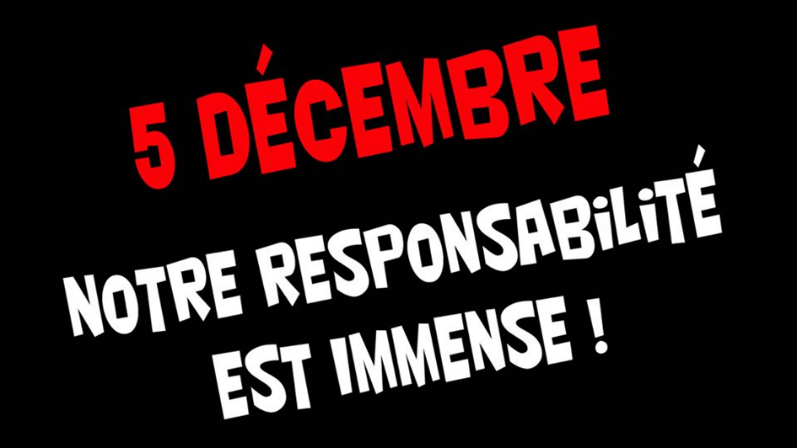 5 DÉCEMBRE
NOTRE RESPONSABiLiTÉ
EST IMMENSE !